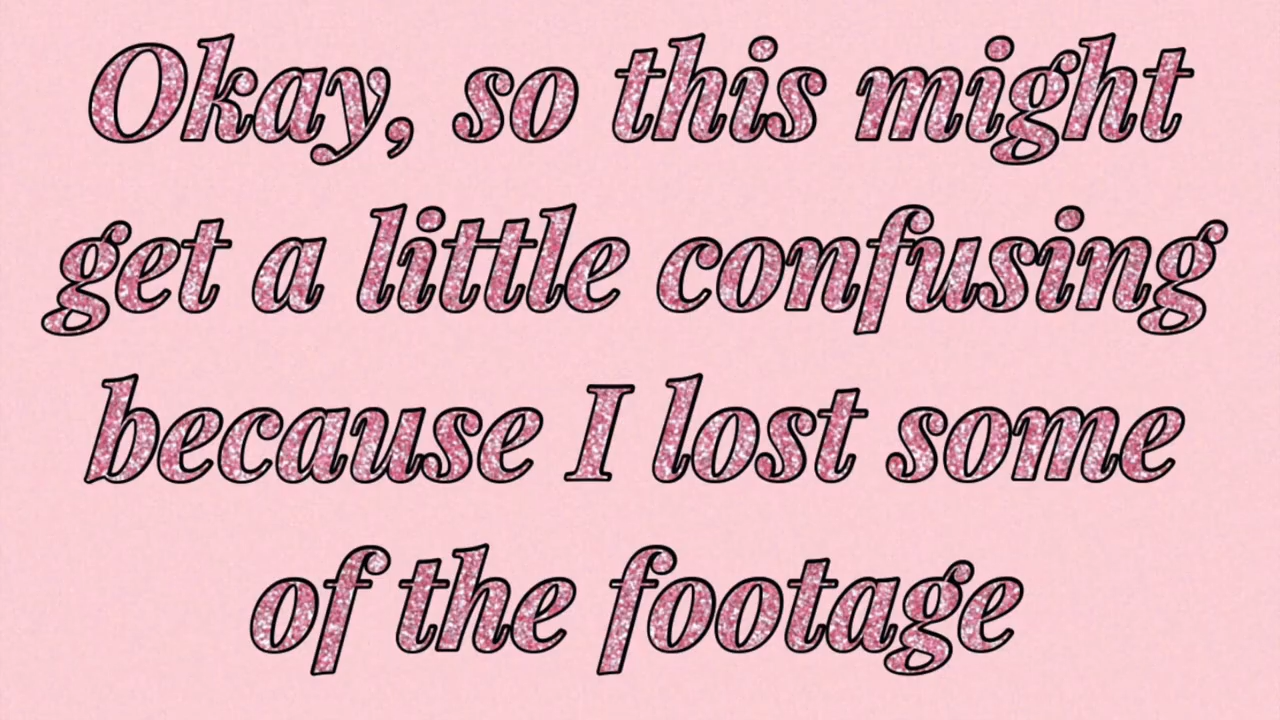 Okay, so this might
get a little confusing
because I lost some
of the footage